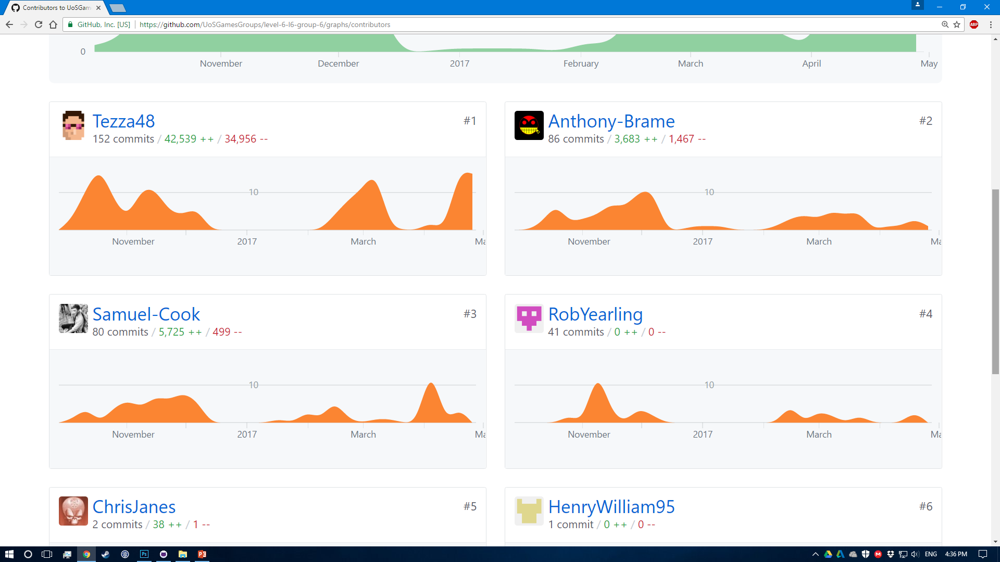 Contributors to UoSGam
GitHub, Inc. [US] https://github.com/UoSGamesGroups/level-6-l6-group-6/graphs/contributors
ABP
0
November December 2017 February March April May
Tezza48 #1
152 commits / 42,539 ++ / 34,956 --
10
November 2017 March Ma
Anthony-Brame #2
86 commits / 3,683 ++ / 1,467 --
10
November 2017 March Ma
Samuel-Cook #3
80 commits / 5,725 ++ / 499 --
10
November 2017 March Ma
RobYearling #4
41 commits / 0 ++ / 0 --
10
November 2017 March Ma
ChrisJanes #5
2 commits / 38 ++ / 1 --
HenryWilliam95 #6
1 commit / 0 ++ / 0 --
Ps
ENG 4:36 PM